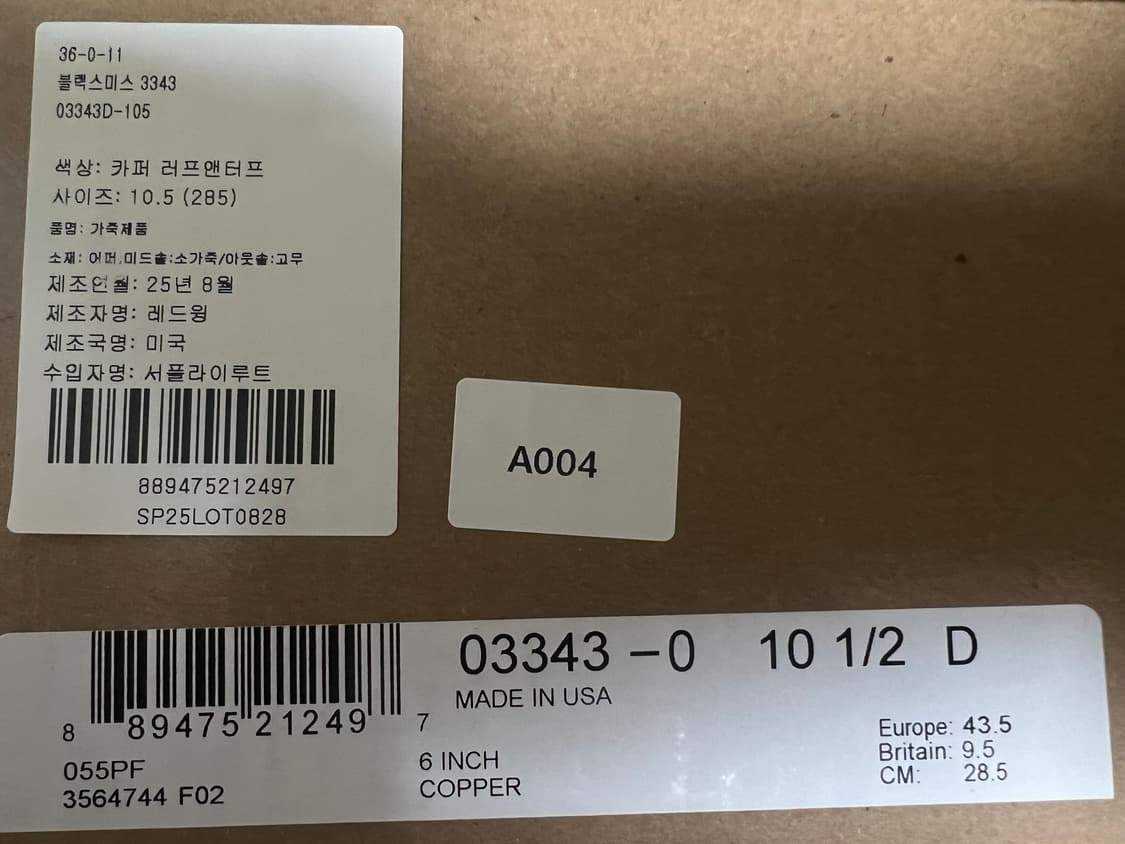 36-0-11
블랙스미스 3343
03343D-105
색상: 카퍼 러프앤터프
사이즈: 10.5 (285)
품명: 가죽제품
소재: 어퍼,미드솔:소가죽/아웃솔:고무
제조연월: 25년 8월
제조자명: 레드윙
제조국명: 미국
수입자명: 서플라이루트
889475212497
SP25LOT0828
A004
03343 -0 10 1/2 D
MADE IN USA
8 89475 21249 7
055PF
3564744 F02
6 INCH
COPPER
Europe: 43.5
Britain: 9.5
CM: 28.5